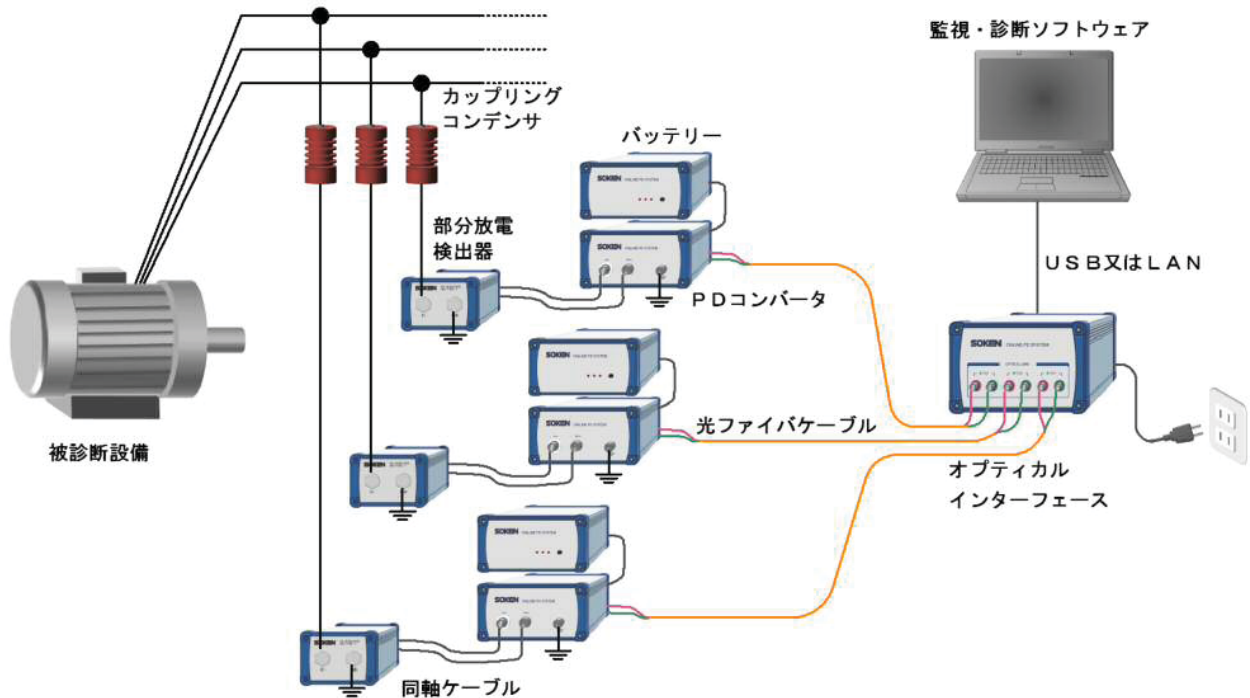 監視・診断ソフトウェア
カップリング
コンデンサ
バッテリー
SOKEN
部分放電
検出器
SOKEN
USB又はLAN
SOKEN
PDコンバータ
SOKEN
SOKEN
光ファイバケーブル
被診断設備
SOKEN
SOKEN
オプティカル
インターフェース
SOKEN
SOKEN
SOKEN
同軸ケーブル